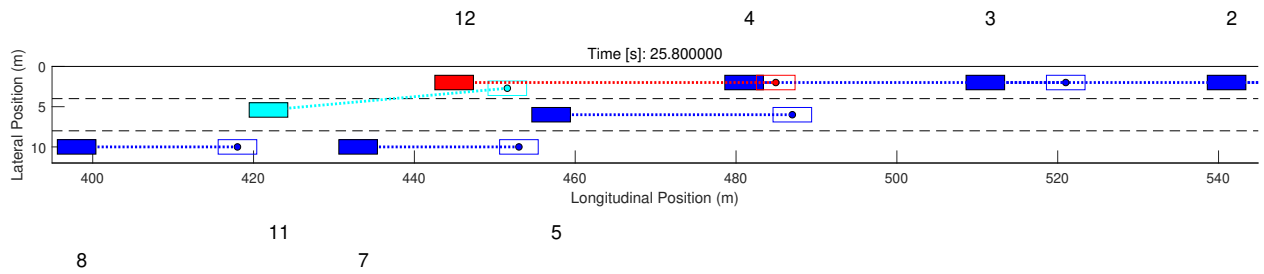 12 4 3 2
Time [s]: 25.800000
0
5
10
Lateral Position (m)
400 420 440 460 480 500 520 540
Longitudinal Position (m)
11 5
8 7